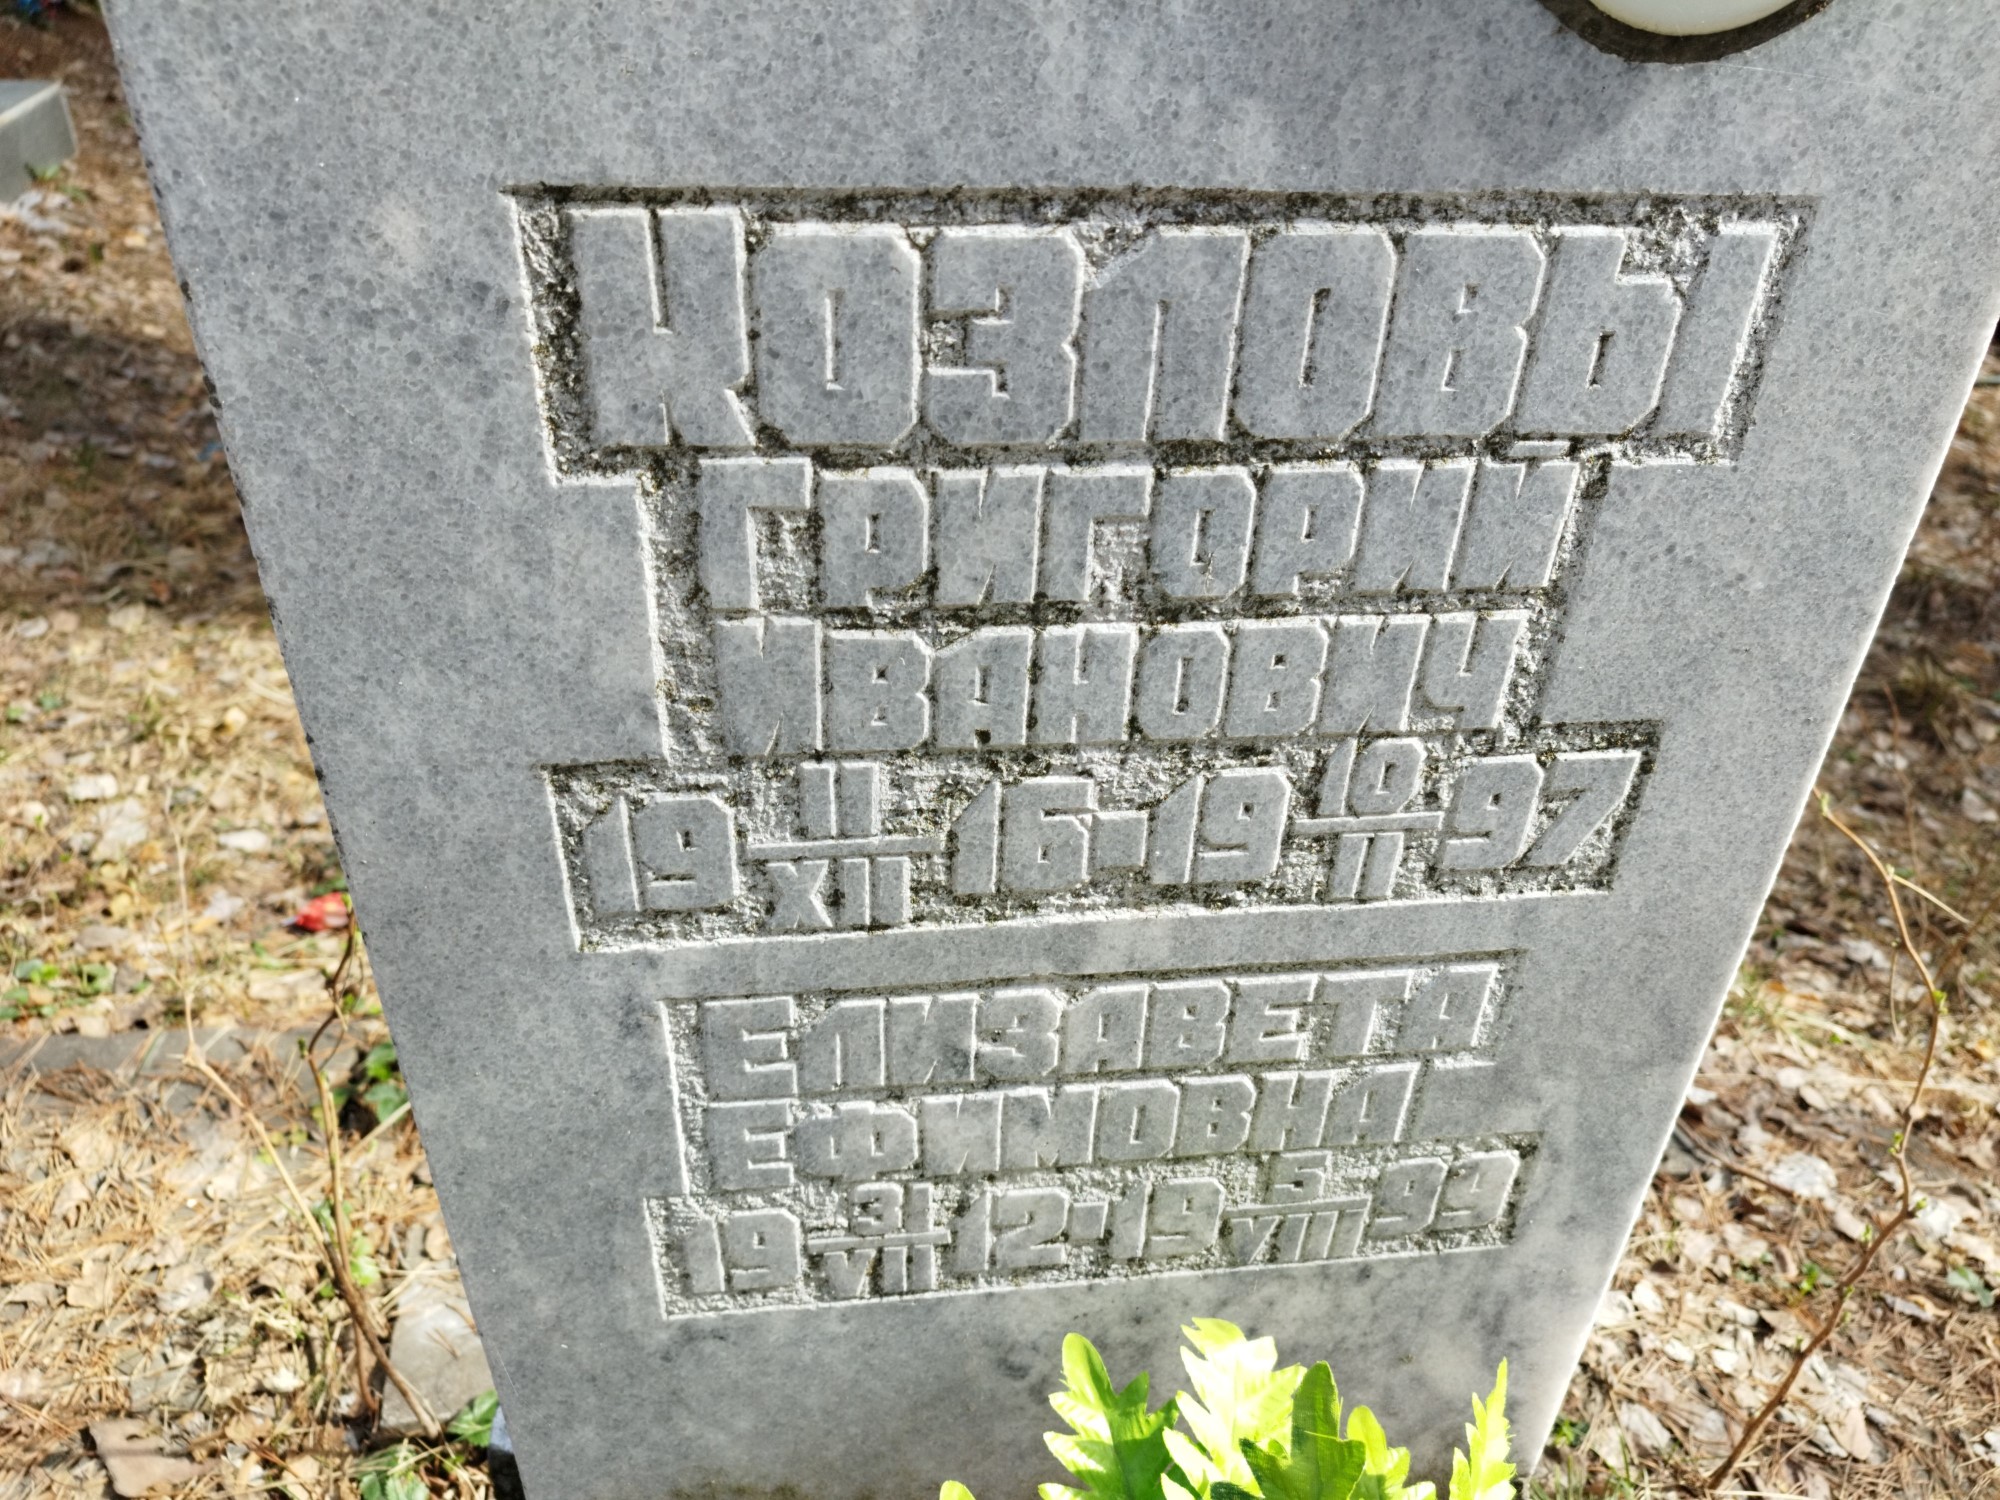 КОЗЛОВЫ
ГРИГОРИЙ
ИВАНОВИЧ
19 11/XII 16-19 10/II 97
ЕЛИЗАВЕТА
ЕФИМОВНА
19 31/VII 12-19 5/VIII 99